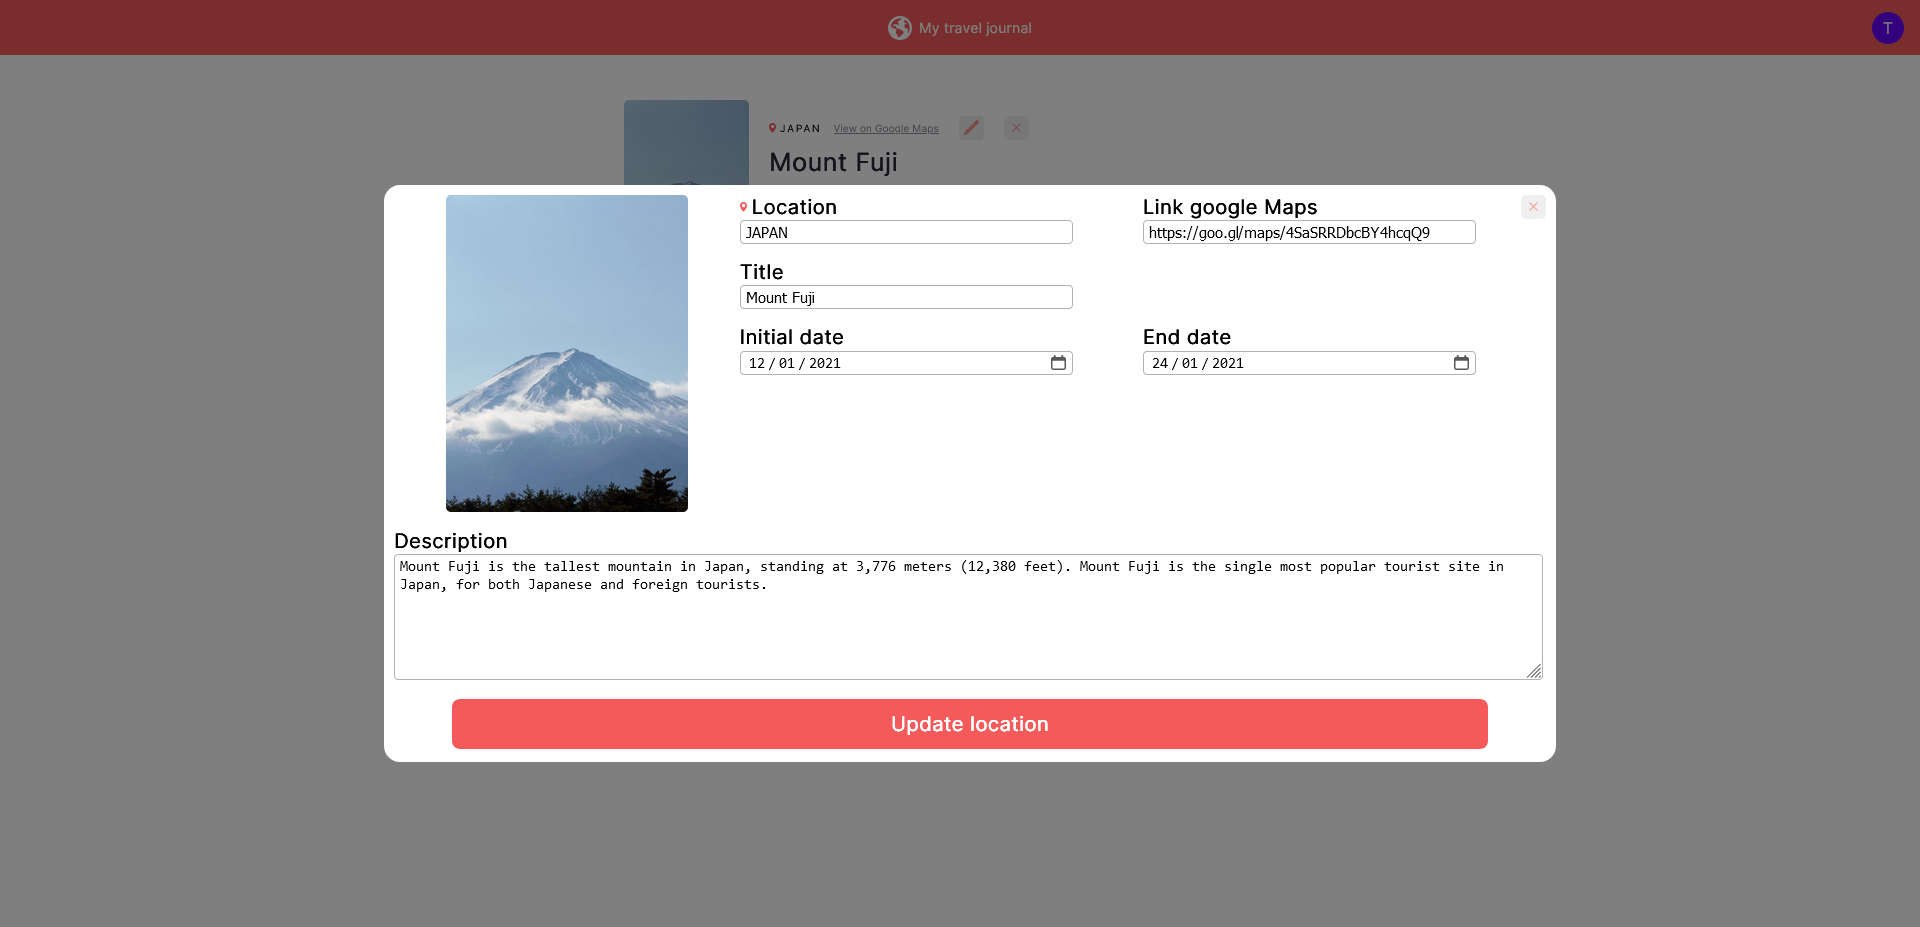 My travel journal
T
JAPAN View on Google Maps
Mount Fuji
Location
JAPAN
Link google Maps
https://goo.gl/maps/4SaSRRDbcBY4hcqQ9
Title
Mount Fuji
Initial date
12 / 01 / 2021
End date
24 / 01 / 2021
Description
Mount Fuji is the tallest mountain in Japan, standing at 3,776 meters (12,380 feet). Mount Fuji is the single most popular tourist site in
Japan, for both Japanese and foreign tourists.
Update location